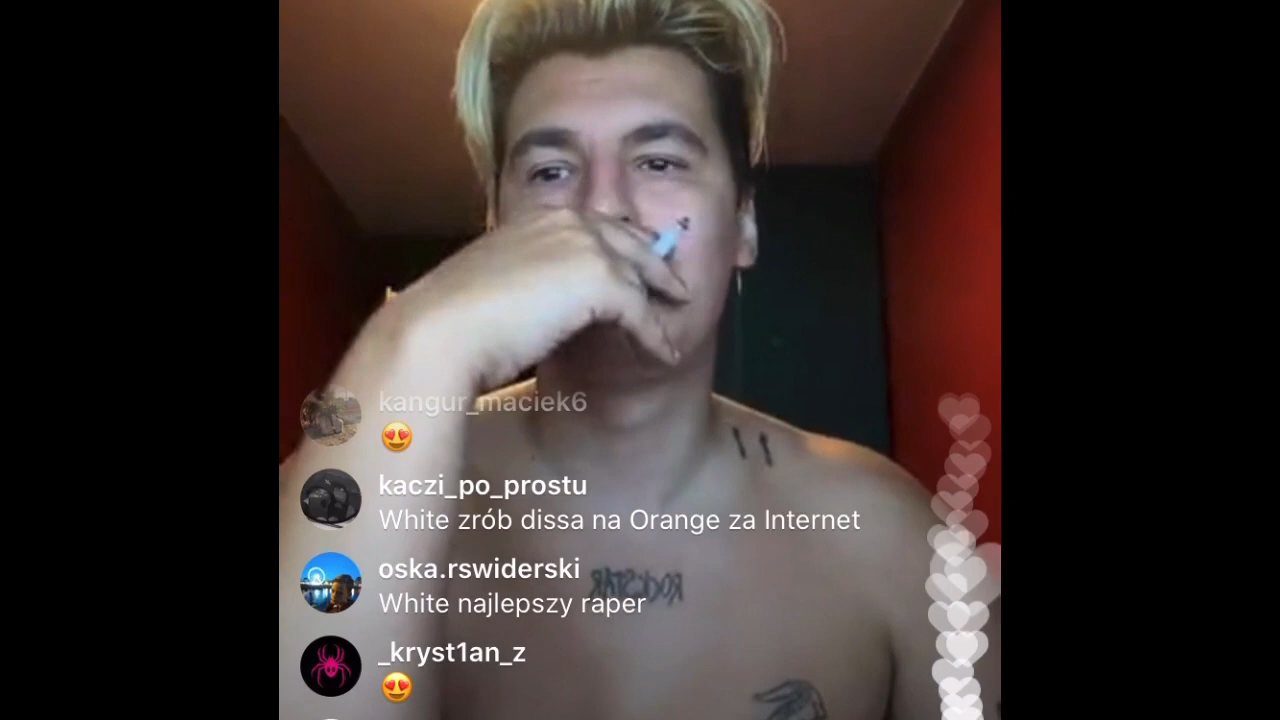 kangur_maciek6
😍
kaczi_po_prostu
White zrób dissa na Orange za Internet
oska.rswiderski
White najlepszy raper
ROCKSTAR
_kryst1an_z
😍